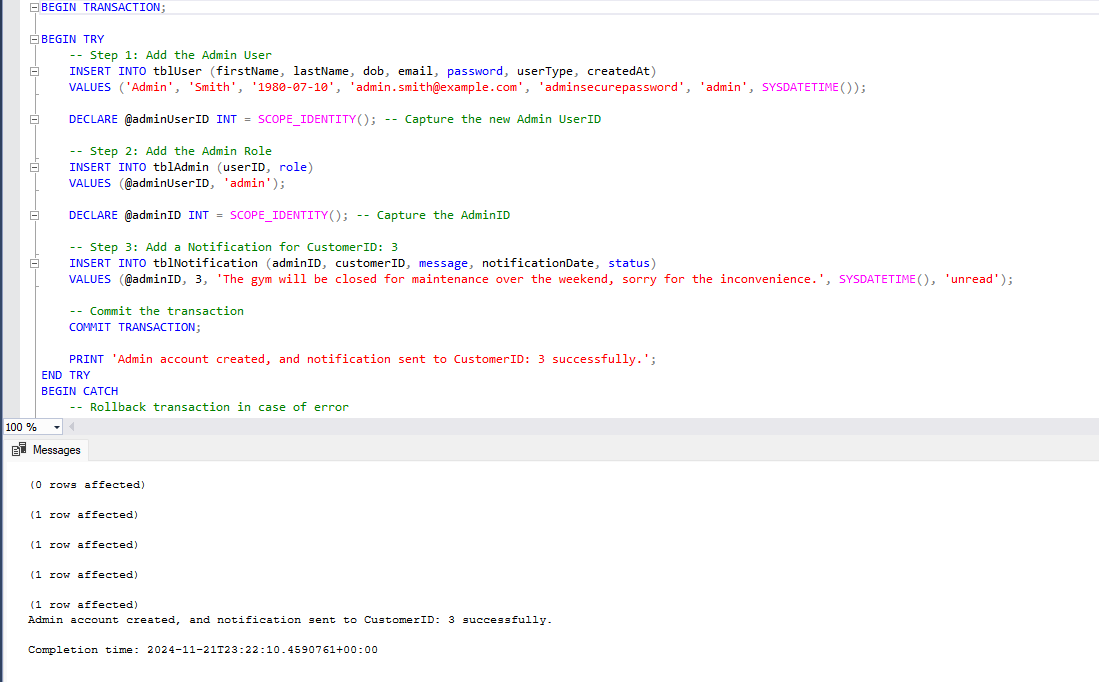 BEGIN TRANSACTION;
BEGIN TRY
-- Step 1: Add the Admin User
INSERT INTO tblUser (firstName, lastName, dob, email, password, userType, createdAt)
VALUES ('Admin', 'Smith', '1980-07-10', 'admin.smith@example.com', 'adminsecurepassword', 'admin', SYSDATETIME());
DECLARE @adminUserID INT = SCOPE_IDENTITY(); -- Capture the new Admin UserID
-- Step 2: Add the Admin Role
INSERT INTO tblAdmin (userID, role)
VALUES (@adminUserID, 'admin');
DECLARE @adminID INT = SCOPE_IDENTITY(); -- Capture the AdminID
-- Step 3: Add a Notification for CustomerID: 3
INSERT INTO tblNotification (adminID, customerID, message, notificationDate, status)
VALUES (@adminID, 3, 'The gym will be closed for maintenance over the weekend, sorry for the inconvenience.', SYSDATETIME(), 'unread');
-- Commit the transaction
COMMIT TRANSACTION;
PRINT 'Admin account created, and notification sent to CustomerID: 3 successfully.';
END TRY
BEGIN CATCH
-- Rollback transaction in case of error
100 %
Messages
(0 rows affected)
(1 row affected)
(1 row affected)
(1 row affected)
(1 row affected)
Admin account created, and notification sent to CustomerID: 3 successfully.
Completion time: 2024-11-21T23:22:10.4590761+00:00